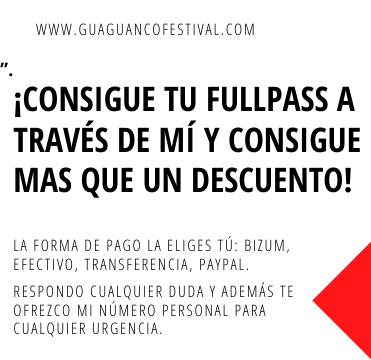 WWW.GUAGUANCOFESTIVAL.COM
”.
¡CONSIGUE TU FULLPASS A
TRAVÉS DE MÍ Y CONSIGUE
MAS QUE UN DESCUENTO!
LA FORMA DE PAGO LA ELIGES TÚ: BIZUM,
EFECTIVO, TRANSFERENCIA, PAYPAL.
RESPONDO CUALQUIER DUDA Y ADEMÁS TE
OFREZCO MI NÚMERO PERSONAL PARA
CUALQUIER URGENCIA.